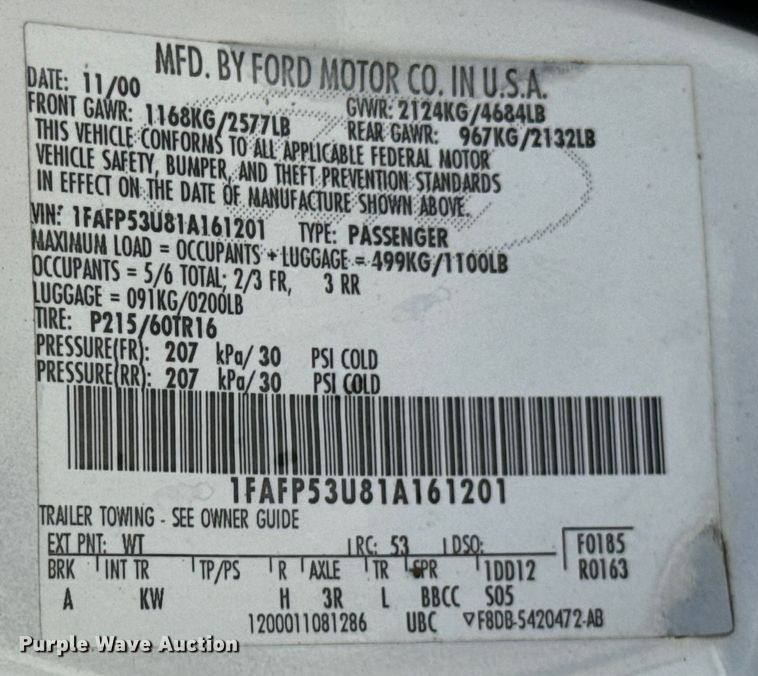 MFD. BY FORD MOTOR CO. IN U.S.A.
DATE: 11/00
FRONT GAWR: 1168KG/2577LB GVWR: 2124KG/4684LB
REAR GAWR: 967KG/2132LB
THIS VEHICLE CONFORMS TO ALL APPLICABLE FEDERAL MOTOR
VEHICLE SAFETY, BUMPER, AND THEFT PREVENTION STANDARDS
IN EFFECT ON THE DATE OF MANUFACTURE SHOWN ABOVE.
VIN: 1FAFP53U81A161201 TYPE: PASSENGER
MAXIMUM LOAD = OCCUPANTS + LUGGAGE = 499KG/1100LB
OCCUPANTS = 5/6 TOTAL; 2/3 FR, 3 RR
LUGGAGE = 091KG/0200LB
TIRE: P215/60TR16
PRESSURE(FR): 207 kPa/ 30 PSI COLD
PRESSURE(RR): 207 kPa/ 30 PSI COLD
1FAFP53U81A161201
TRAILER TOWING - SEE OWNER GUIDE
EXT PNT: WT RC: 53 DSO: F0185
BRK INT TR TP/PS R AXLE TR SPR 1DD12 R0163
A KW H 3R L BBCC S05
1200011081286 UBC ▽F8DB-5420472-AB
Purple Wave Auction